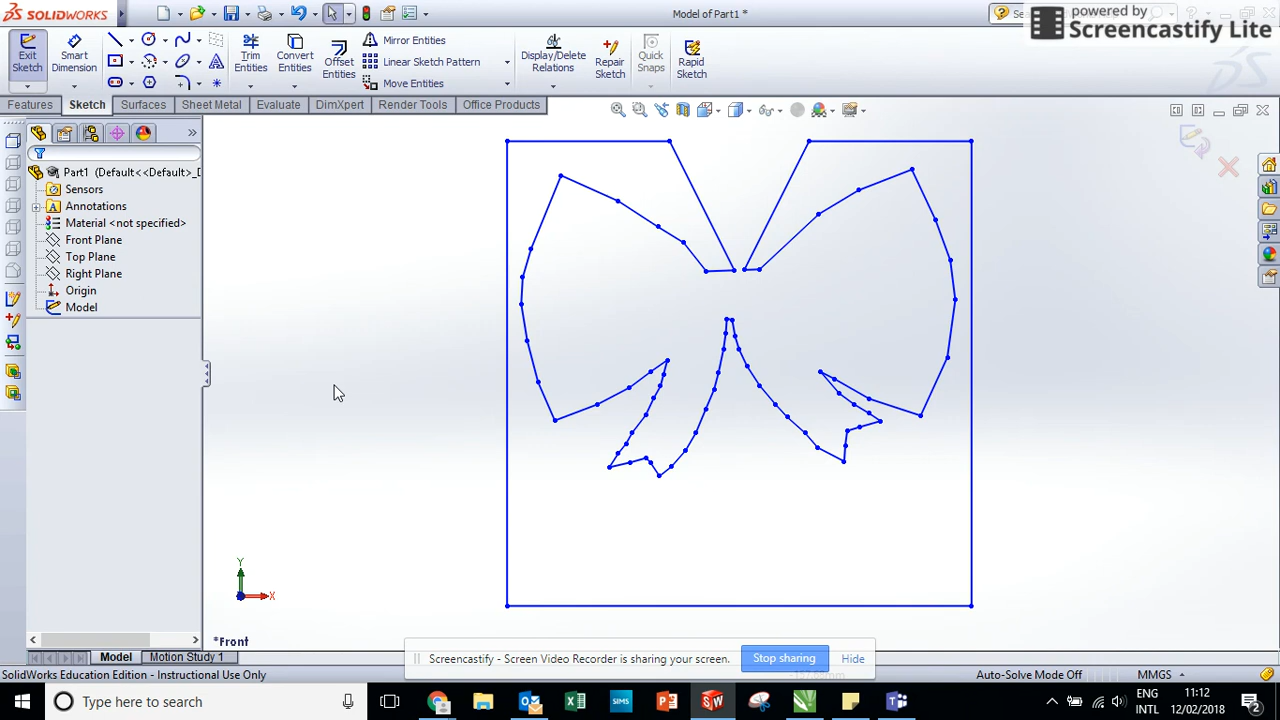 SOLIDWORKS
Model of Part1 *
powered by
Screencastify Lite
Exit Sketch
Smart Dimension
Trim Entities
Convert Entities
Offset Entities
Mirror Entities
Linear Sketch Pattern
Move Entities
Display/Delete Relations
Repair Sketch
Quick Snaps
Rapid Sketch
Features
Sketch
Surfaces
Sheet Metal
Evaluate
DimXpert
Render Tools
Office Products
Part1 (Default<<Default>_D
Sensors
Annotations
Material <not specified>
Front Plane
Top Plane
Right Plane
Origin
Model
Y
X
*Front
Screencastify - Screen Video Recorder is sharing your screen.
Stop sharing
Hide
Model
Motion Study 1
SolidWorks Education Edition - Instructional Use Only
Auto-Solve Mode Off
MMGS
Type here to search
ENG
INTL
11:12
12/02/2018